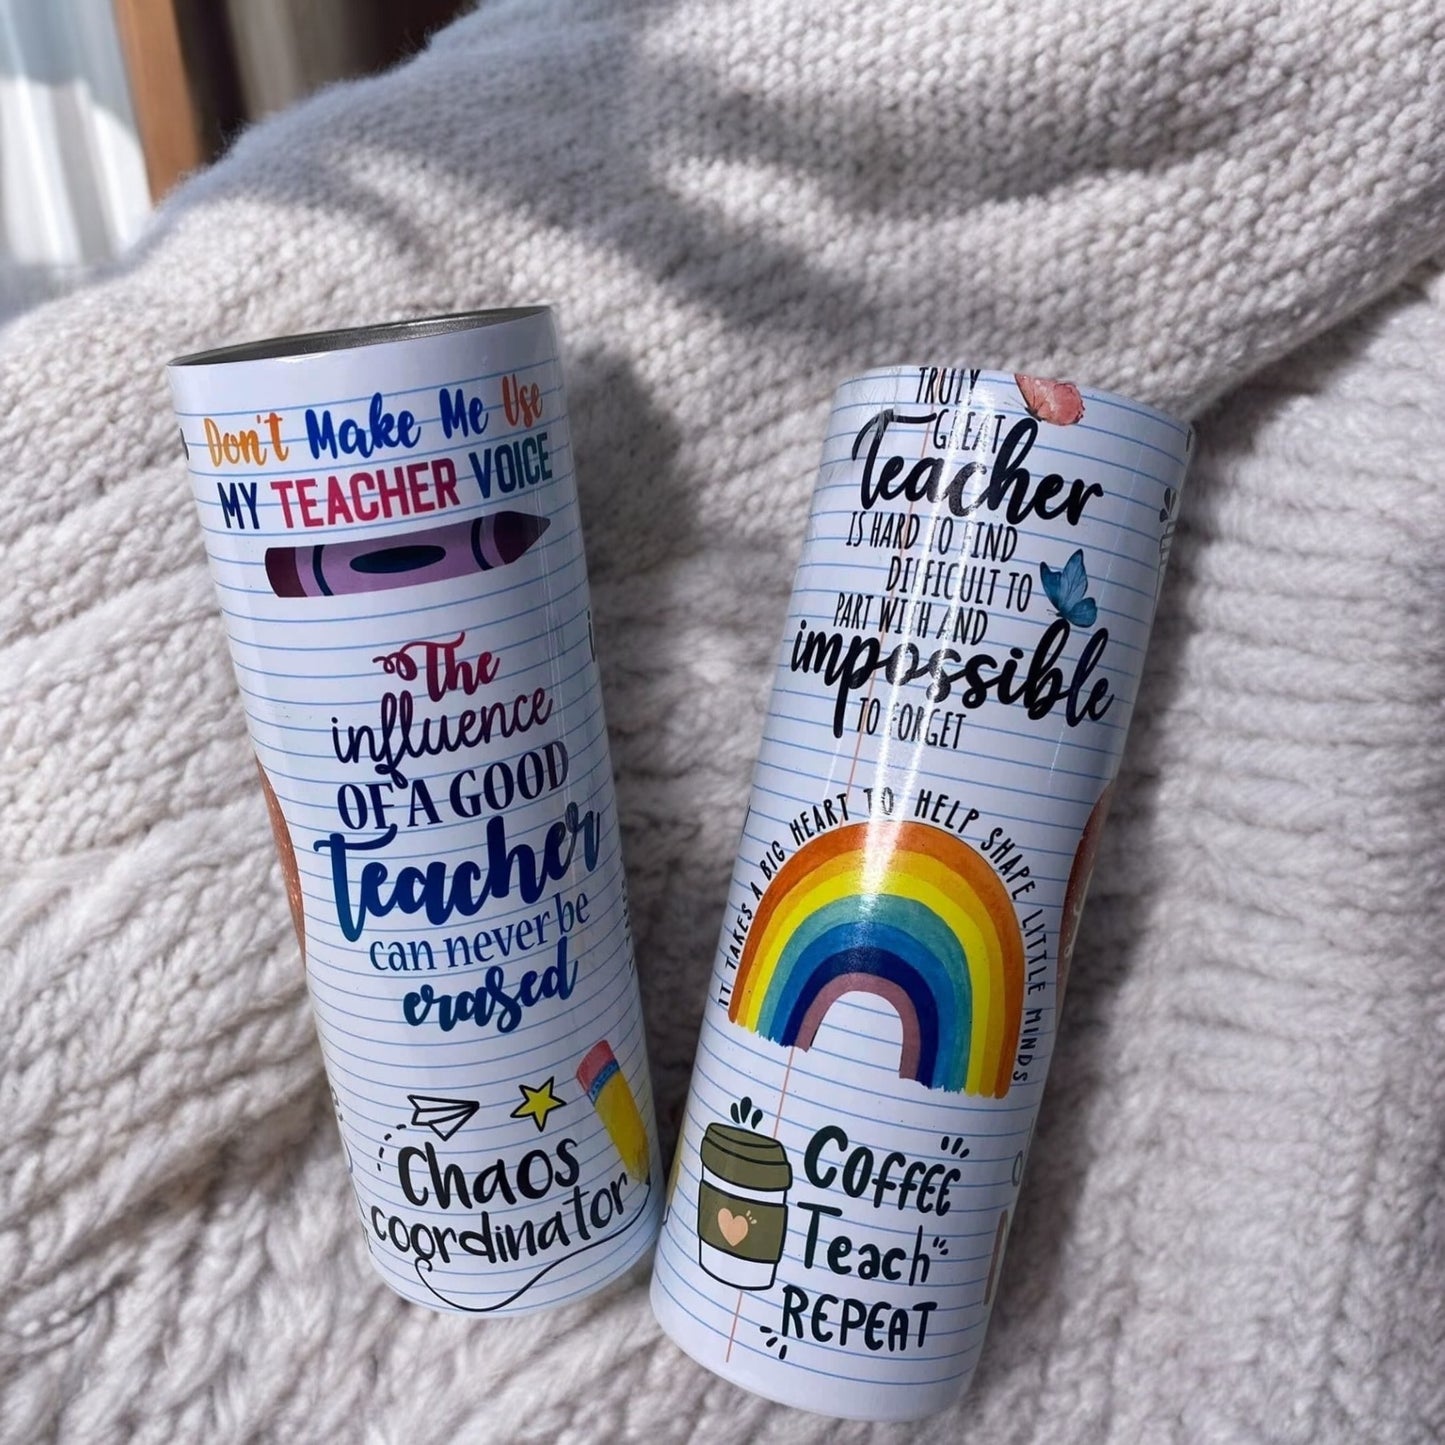 Don't Make Me Use
MY TEACHER VOICE
The
influence
OF A GOOD
teacher
can never be
erased
Chaos
coordinator
TRULY
GREAT
Teacher
IS HARD TO FIND
DIFFICULT TO
PART WITH AND
impossible
TO FORGET
IT TAKES A BIG HEART TO HELP SHAPE LITTLE MINDS
COFFEE
Teach
REPEAT